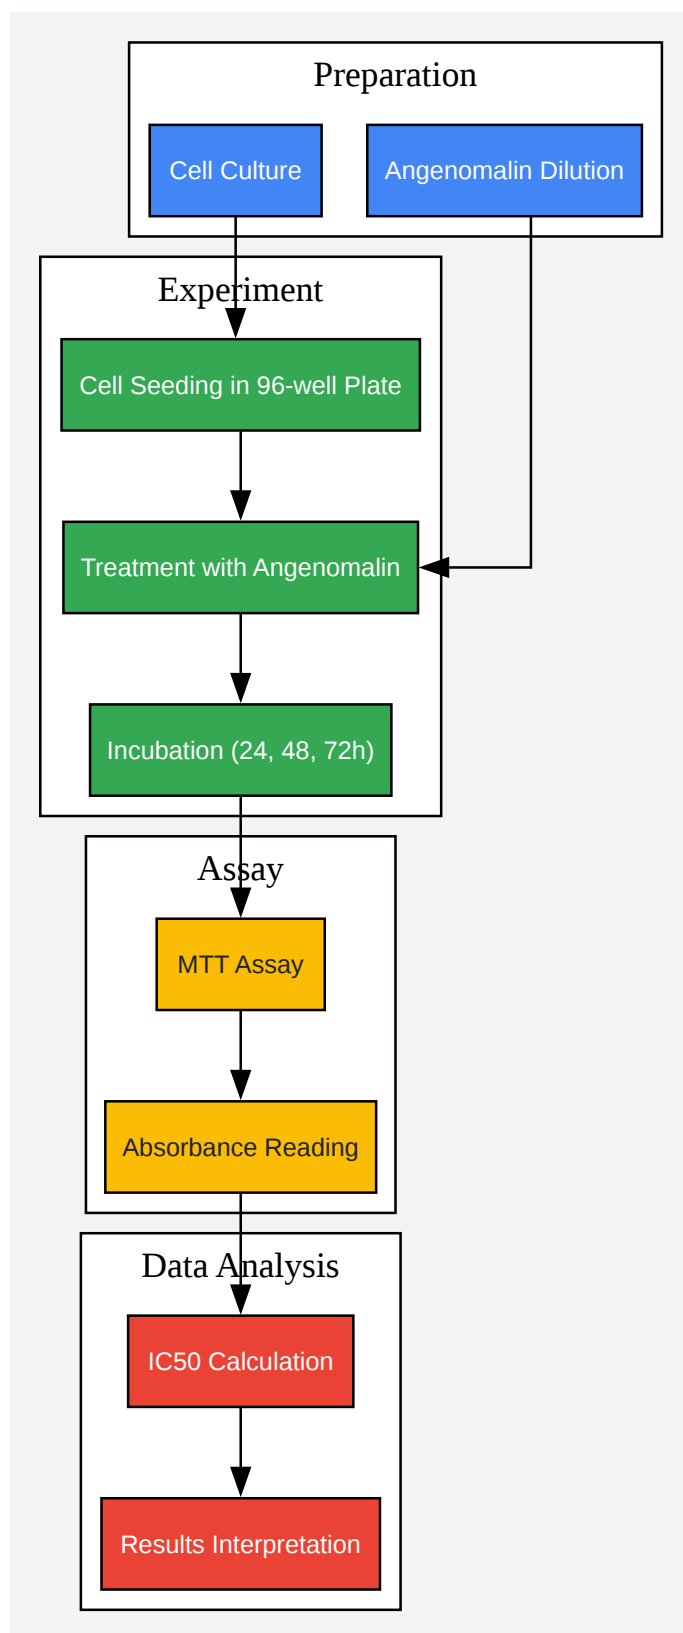 Preparation
Cell Culture
Angenomalin Dilution
Experiment
Cell Seeding in 96-well Plate
Treatment with Angenomalin
Incubation (24, 48, 72h)
Assay
MTT Assay
Absorbance Reading
Data Analysis
IC50 Calculation
Results Interpretation